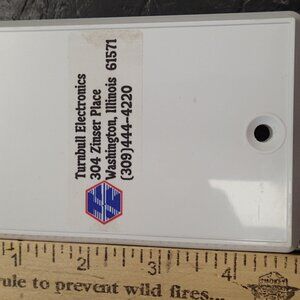 Turnbull Electronics
304 Zinser Place
Washington, Illinois 61571
(309)444-4220
1 2 3 4
ule to prevent wild fires...